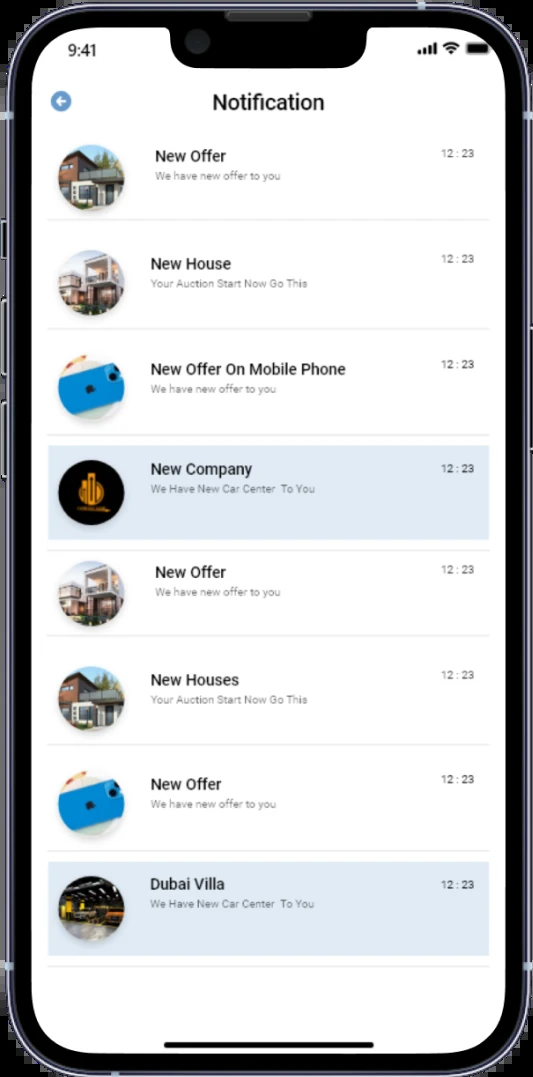 9:41
Notification
New Offer
12 : 23
We have new offer to you
New House
12 : 23
Your Auction Start Now Go This
New Offer On Mobile Phone
12 : 23
We have new offer to you
New Company
12 : 23
We Have New Car Center To You
New Offer
12 : 23
We have new offer to you
New Houses
12 : 23
Your Auction Start Now Go This
New Offer
12 : 23
We have new offer to you
Dubai Villa
12 : 23
We Have New Car Center To You